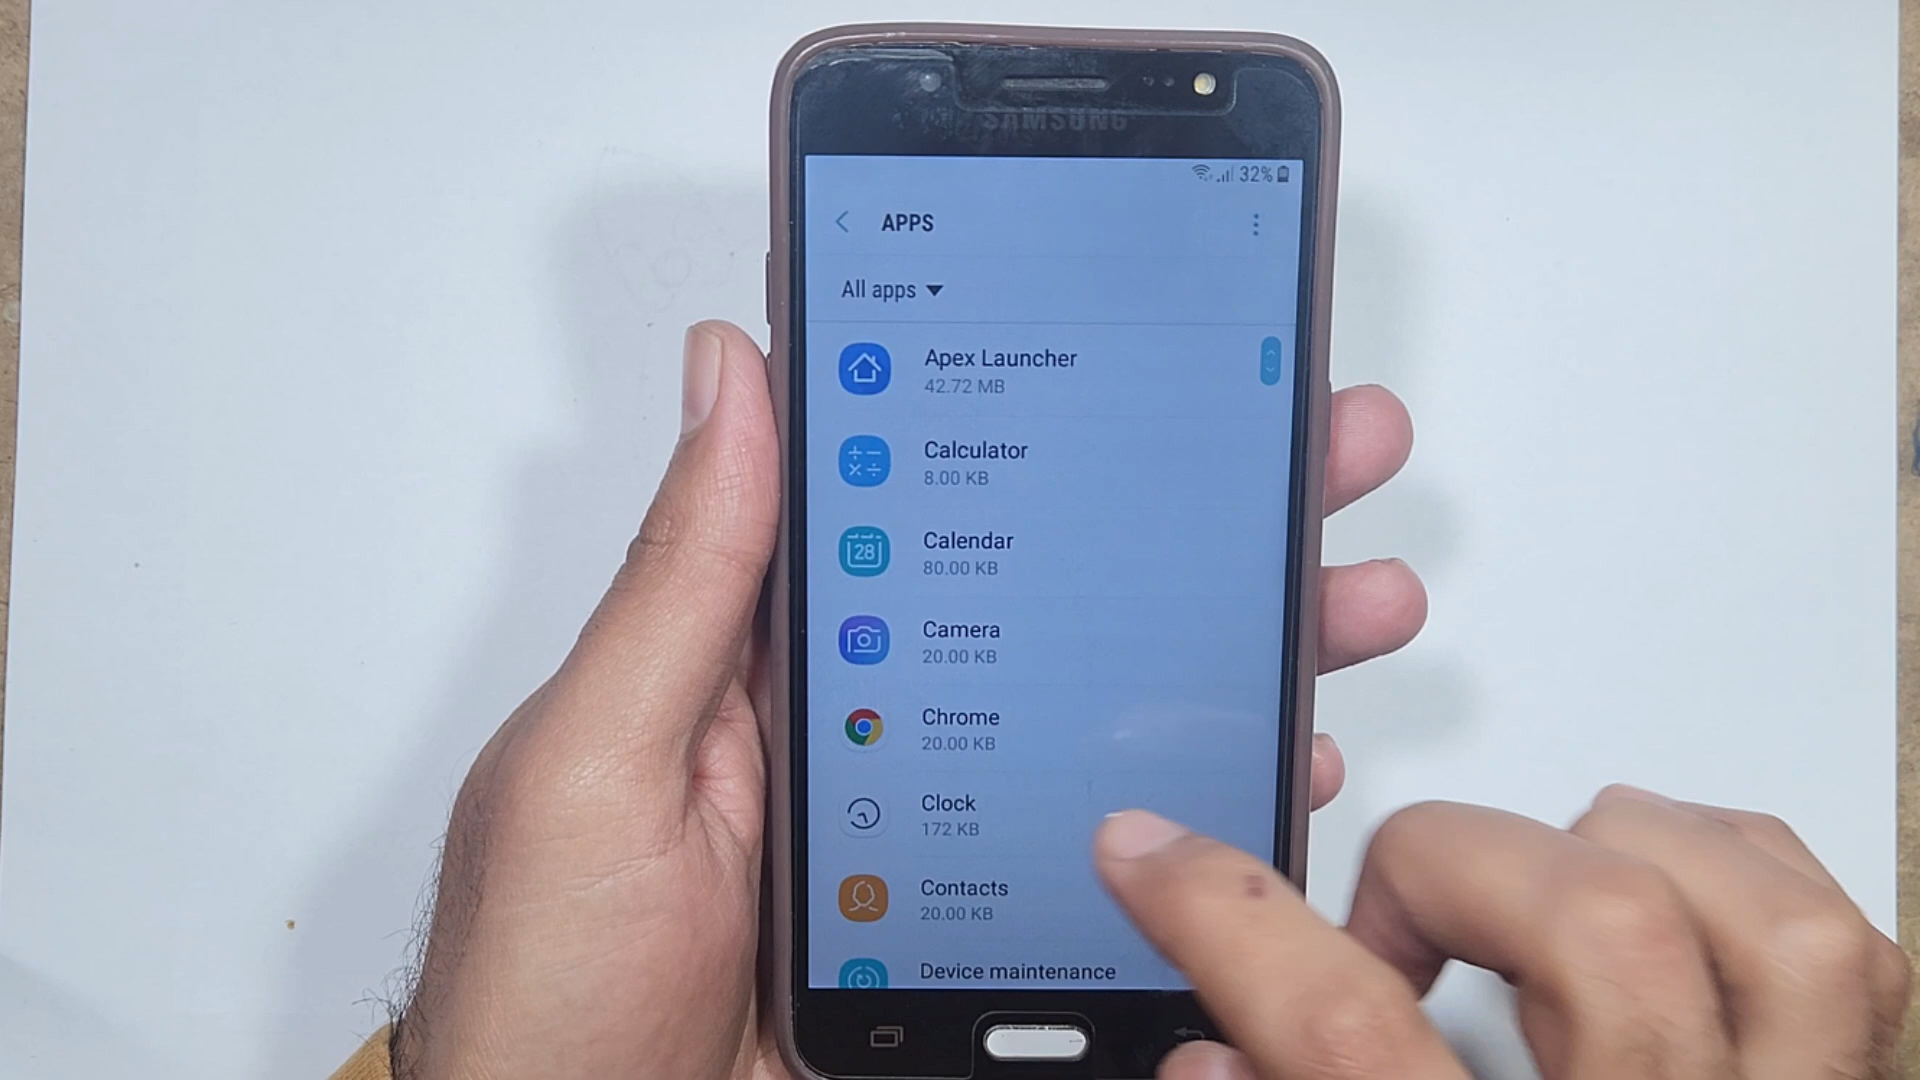 SAMSUNG
32%
APPS
All apps
Apex Launcher
42.72 MB
Calculator
8.00 KB
28
Calendar
80.00 KB
Camera
20.00 KB
Chrome
20.00 KB
Clock
172 KB
Contacts
20.00 KB
Device maintenance